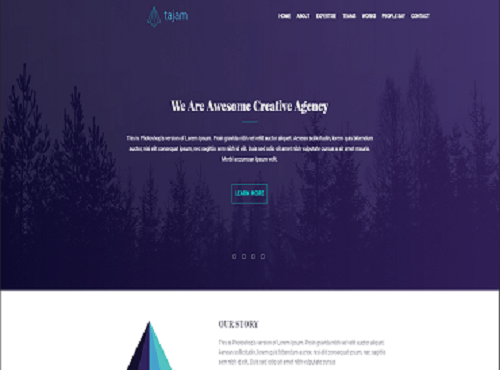 tajam
HOME ABOUT EXPERTISE TEAMS WORKS PEOPLE SAY CONTACT
We Are Awesome Creative Agency
This is Photoshop's version of Lorem Ipsum. Proin gravida nibh vel velit auctor aliquet. Aenean sollicitudin, lorem quis bibendum
auctor, nisi elit consequat ipsum, nec sagittis sem nibh id elit. Duis sed odio sit amet nibh vulputate cursus a sit amet mauris.
Morbi accumsan ipsum velit.
LEARN MORE
OUR STORY
This is Photoshop's version of Lorem Ipsum. Proin gravida nibh vel velit auctor aliquet.
Aenean sollicitudin, lorem quis bibendum auctor, nisi elit consequat ipsum, nec sagittis
sem nibh id elit. Duis sed odio sit amet nibh vulputate cursus